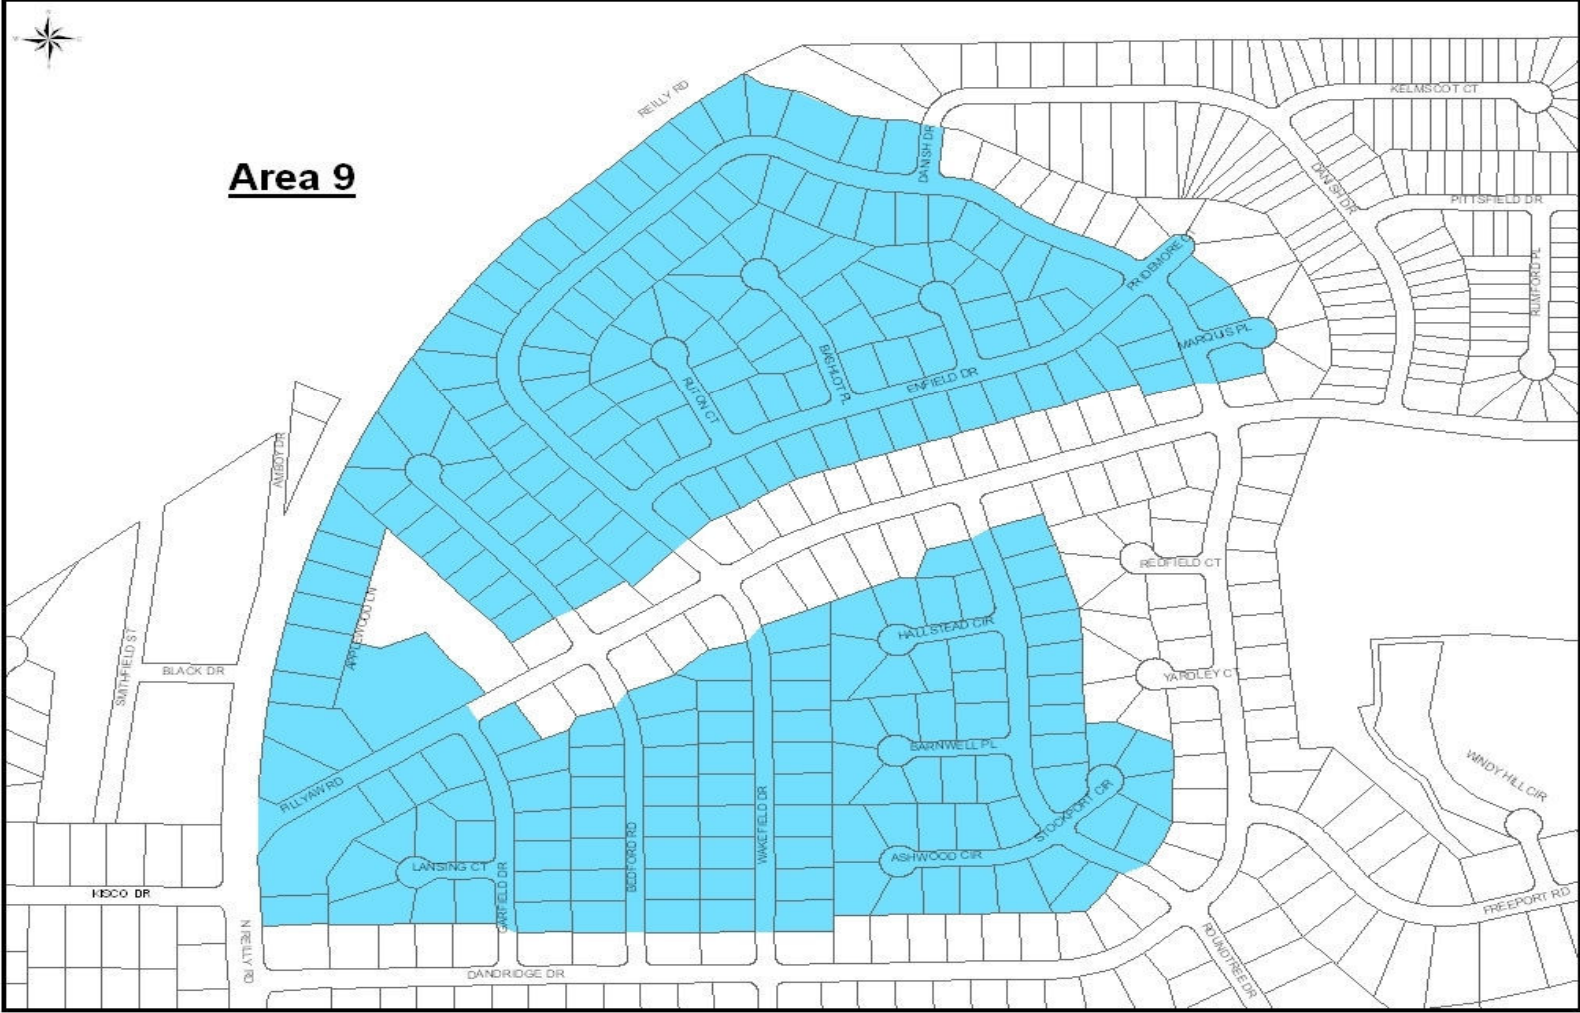 REILLY RD
KELMSCOT CT
DANISH DR
DANISH DR
Area 9
PITTSFIELD DR
PRIDEMORE CT
RUMFORD PL
MARQUIS PL
BASHLOT PL
ENFIELD DR
RUTON CT
AMBOY DR
REDFIELD CT
APPLEWOOD LN
HALLSTEAD CIR
SMITHFIELD ST
BLACK DR
YARDLEY CT
BARNWELL PL
WINDY HILL CIR
FILLYAW RD
STOCKPORT CIR
WAKEFIELD DR
BEDFORD RD
LANSING CT
ASHWOOD CIR
GARFIELD DR
KISCO DR
FREEPORT RD
N REILLY RD
ROUNDTREE DR
DANDRIDGE DR